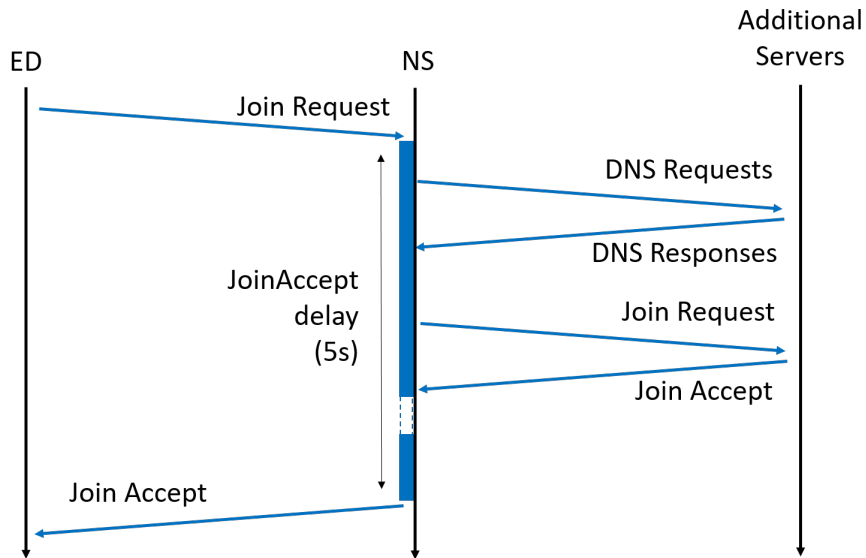 Additional
Servers
ED
NS
Join Request
DNS Requests
DNS Responses
JoinAccept
delay
(5s)
Join Request
Join Accept
Join Accept